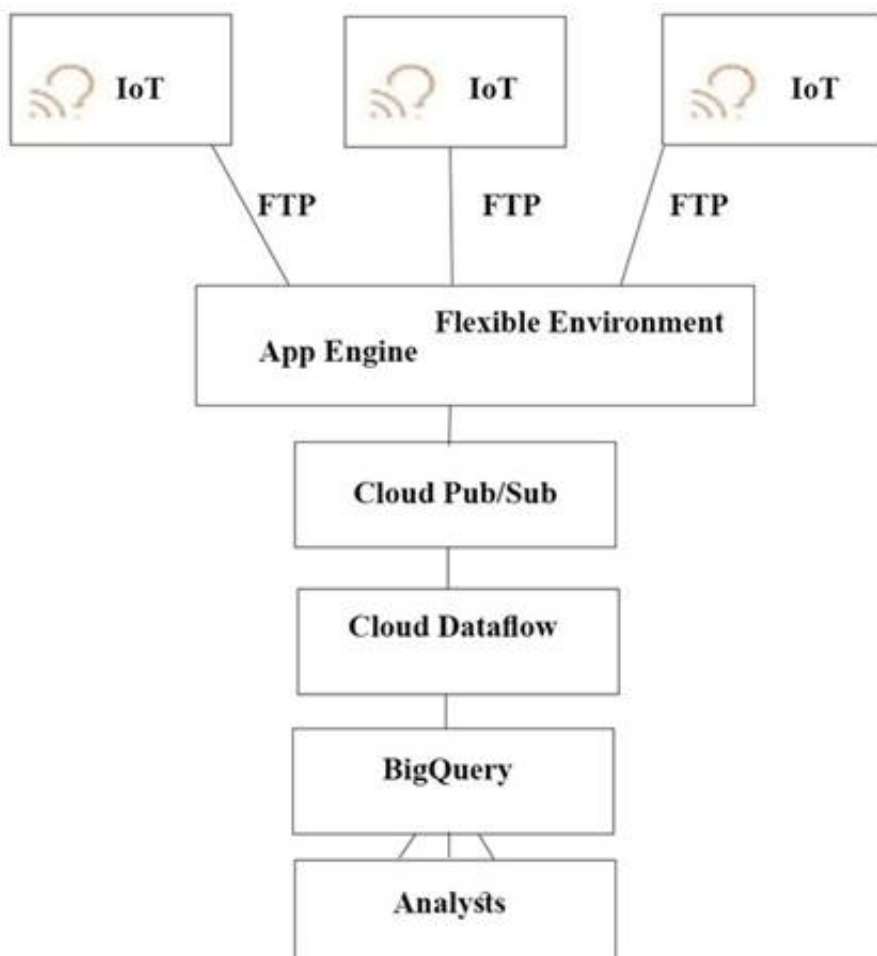 IoT
IoT
IoT
FTP
FTP
FTP
Flexible Environment
App Engine
Cloud Pub/Sub
Cloud Dataflow
BigQuery
Analysts